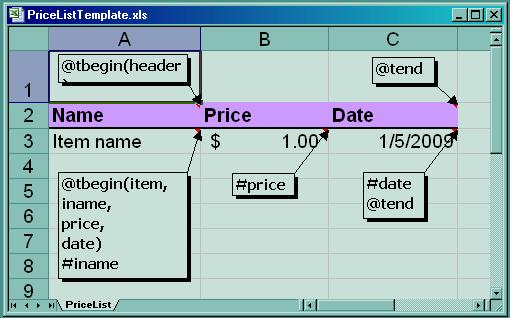 PriceListTemplate.xls
A B C
@tbegin(header
)
@tend
1
2 Name Price Date
3 Item name $ 1.00 1/5/2009
4
@tbegin(item,
iname,
price,
date)
#iname
#price
#date
@tend
5
6
7
8
9
PriceList